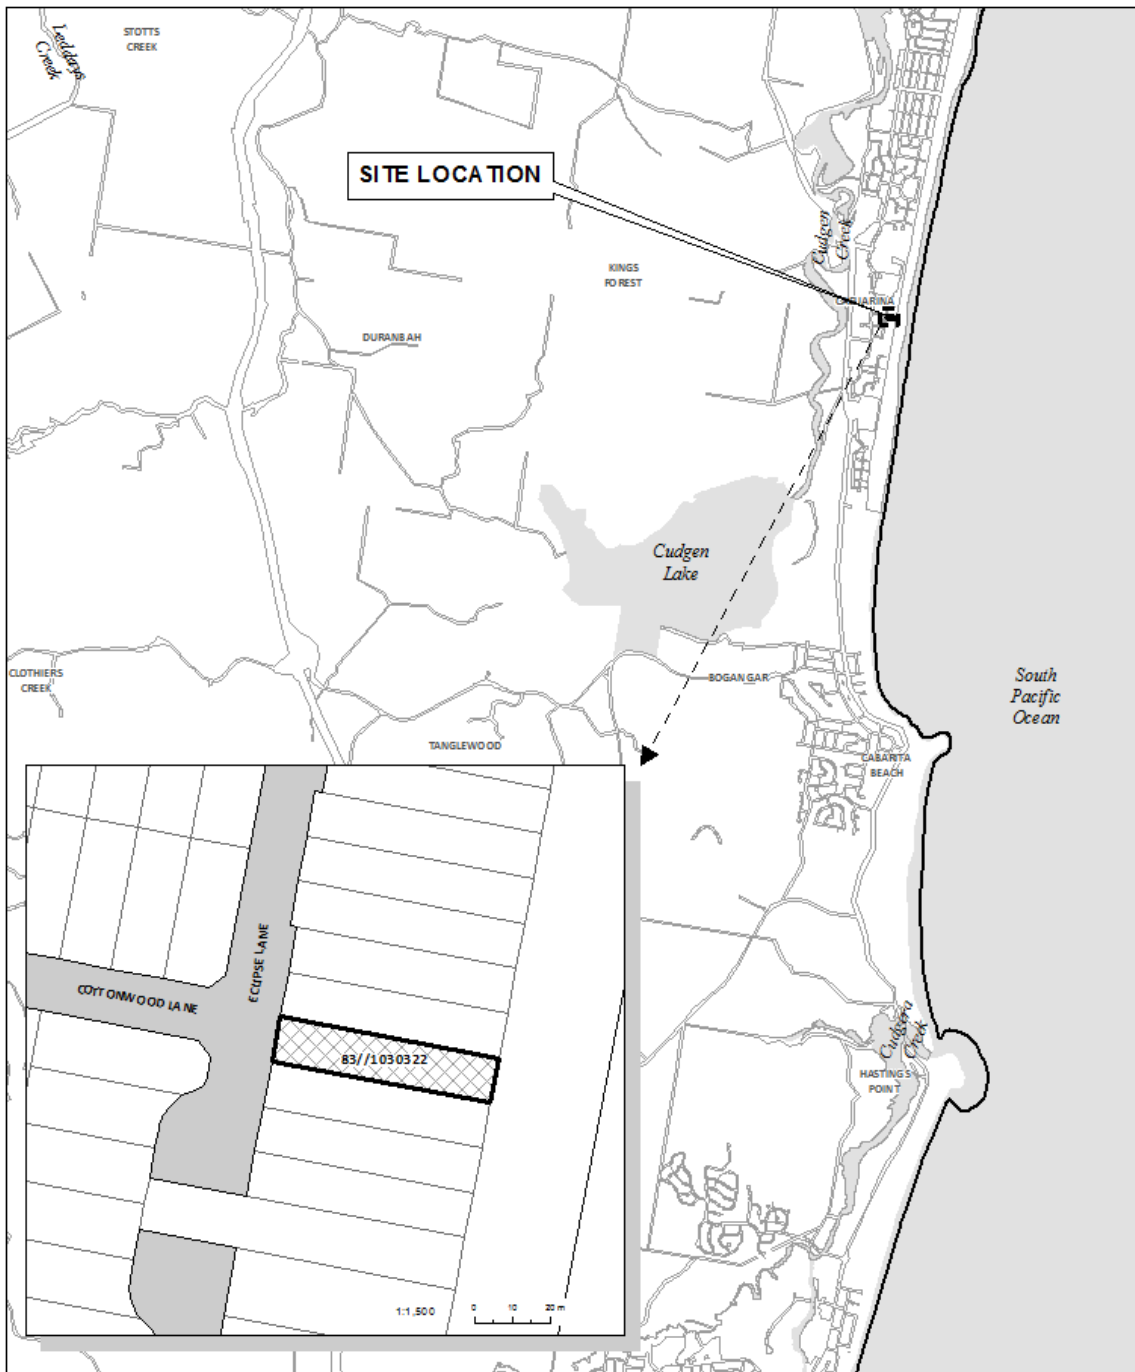 STOTTS
CREEK
Leddays
Creek
SITE LOCATION
Cudgen
Creek
KINGS
FOREST
DURANBAH
Cudgen
Lake
CLOTHIERS
CREEK
BOGANGAR
South
Pacific
Ocean
TANGLEWOOD
CABARITA
BEACH
ECLIPSE LANE
COTTONWOOD LANE
83//1030322
Cudgera
Creek
HASTINGS
POINT
1:1,500
0 10 20 m